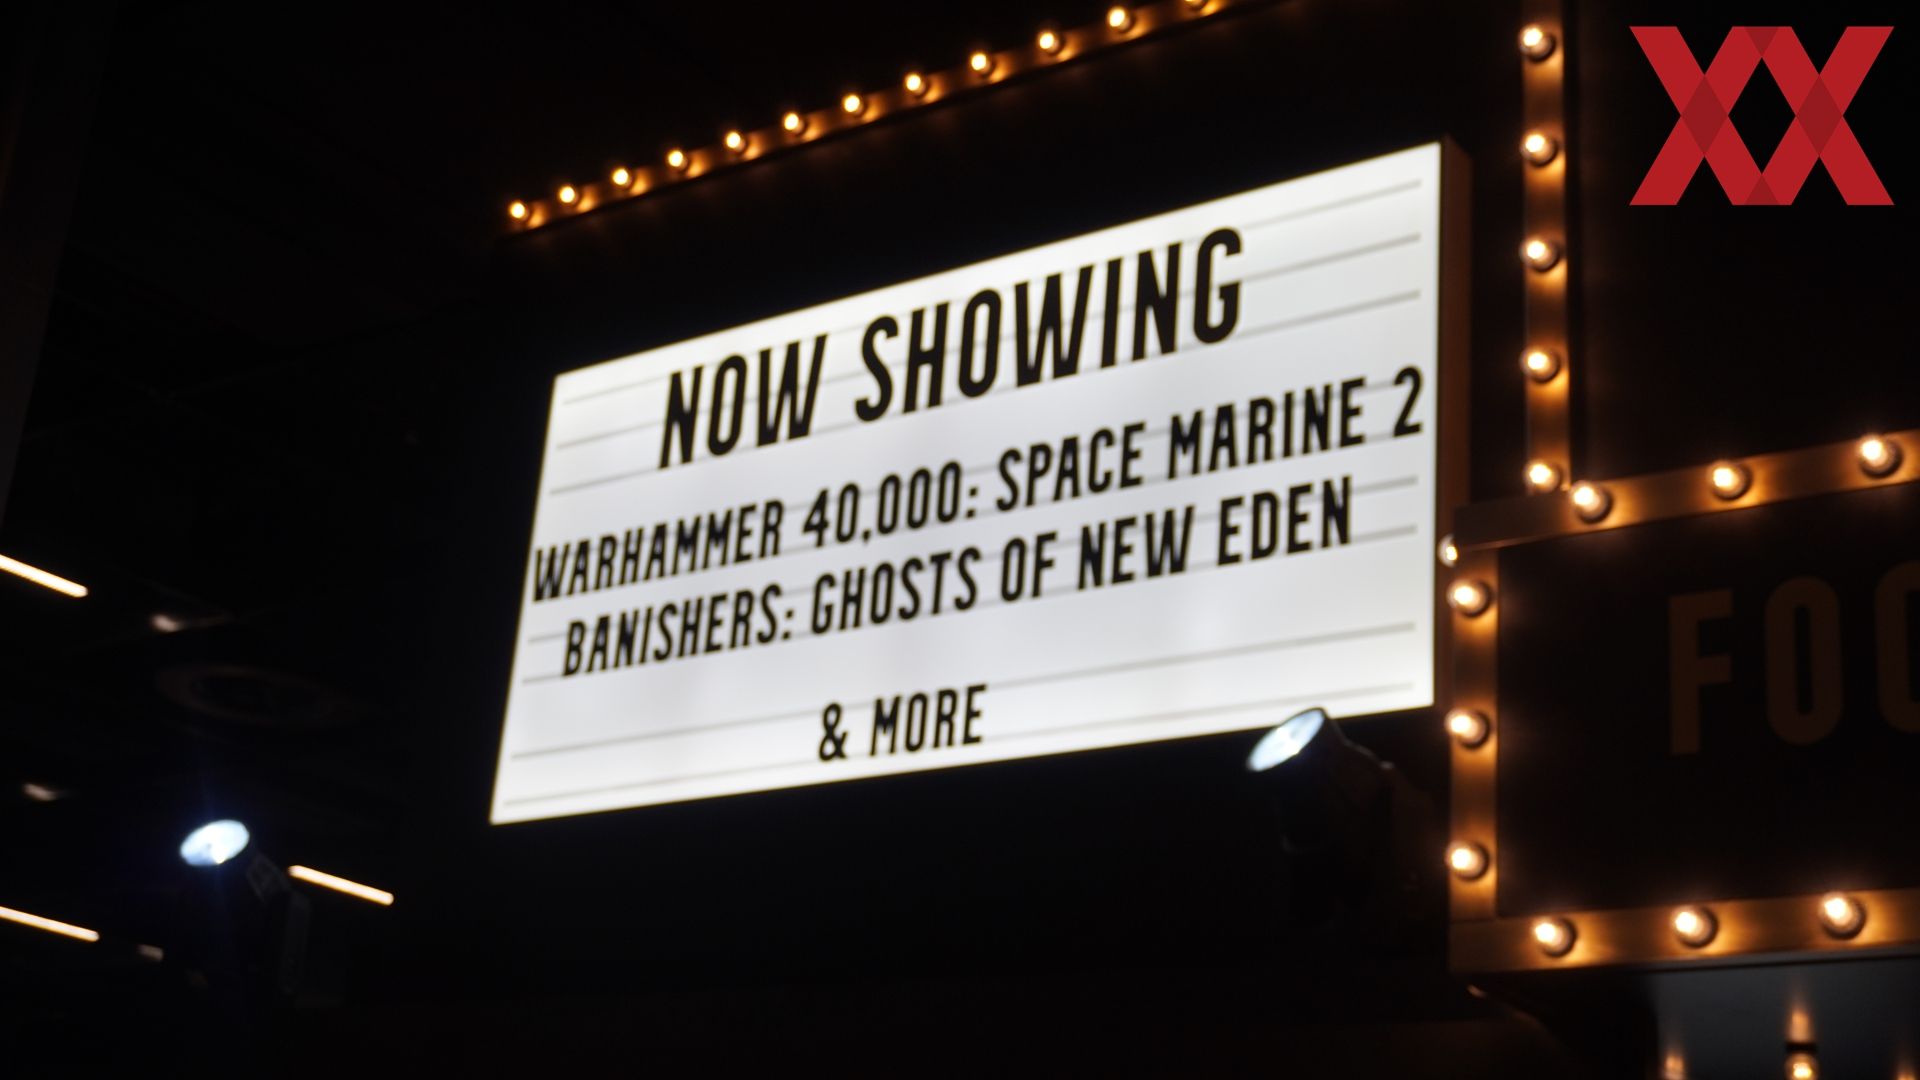 NOW SHOWING
WARHAMMER 40,000: SPACE MARINE 2
BANISHERS: GHOSTS OF NEW EDEN
& MORE